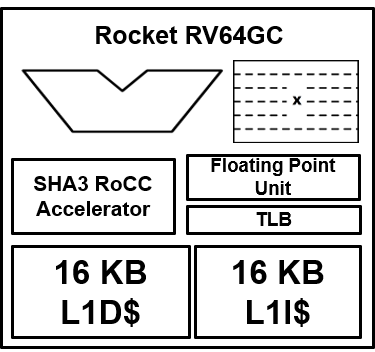 Rocket RV64GC
x
SHA3 RoCC
Accelerator
Floating Point
Unit
TLB
16 KB
L1D$
16 KB
L1I$